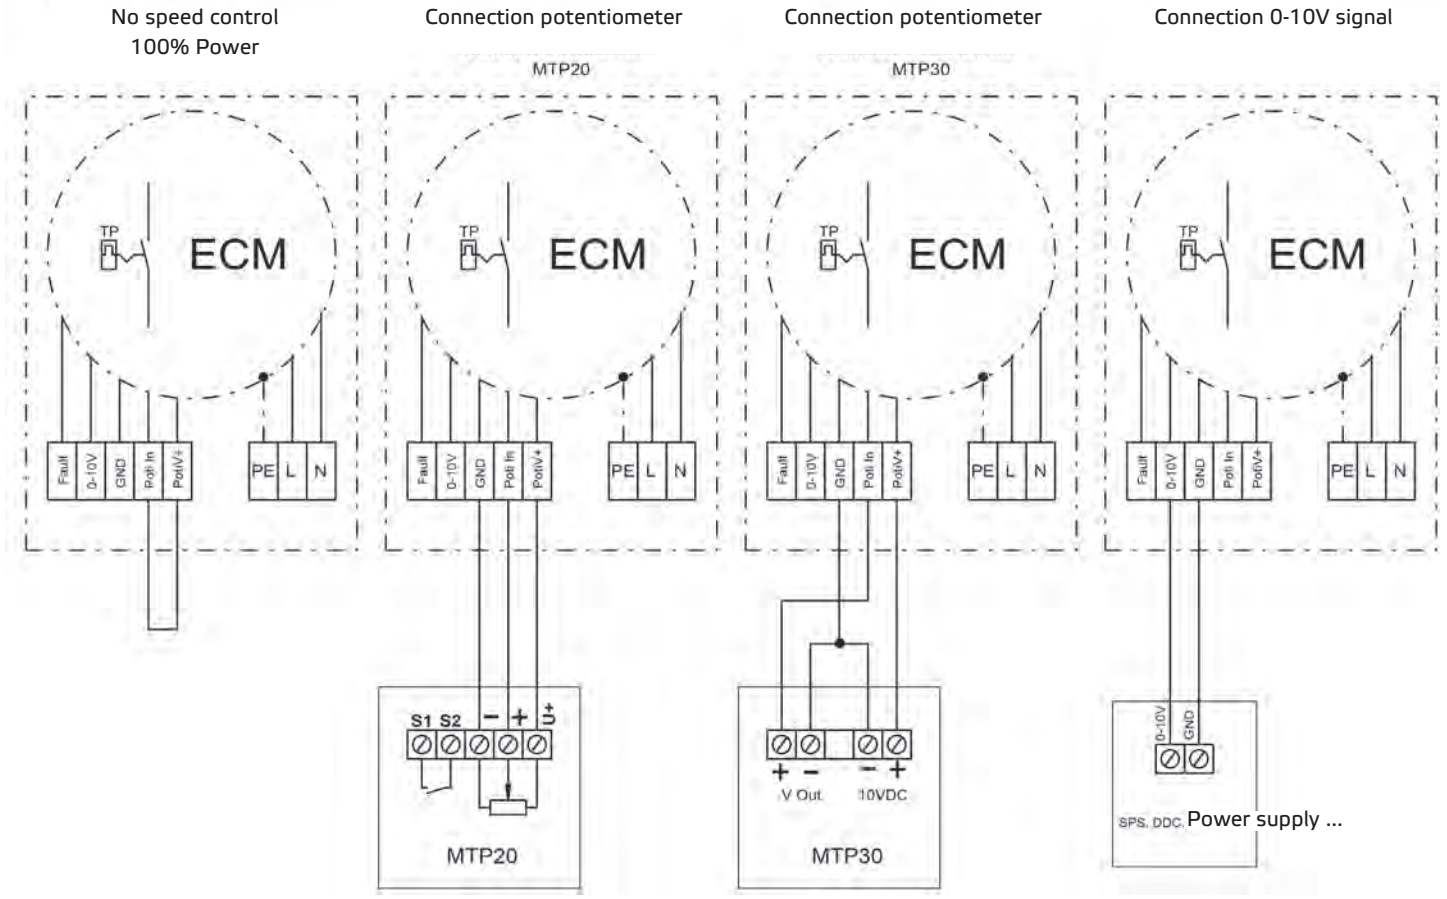 No speed control
100% Power
Connection potentiometer
MTP20
Connection potentiometer
MTP30
Connection 0-10V signal
TP
ECM
TP
ECM
TP
ECM
TP
ECM
Fault 0-10V GND Poti In PotiV+
PE L N
Fault 0-10V GND Poti In PotiV+
PE L N
Fault 0-10V GND Poti In PotiV+
PE L N
Fault 0-10V GND Poti In PotiV+
PE L N
S1 S2 - + +U
MTP20
+ - - +
V Out 10VDC
MTP30
0-10V GND
SPS. DDC. Power supply ...